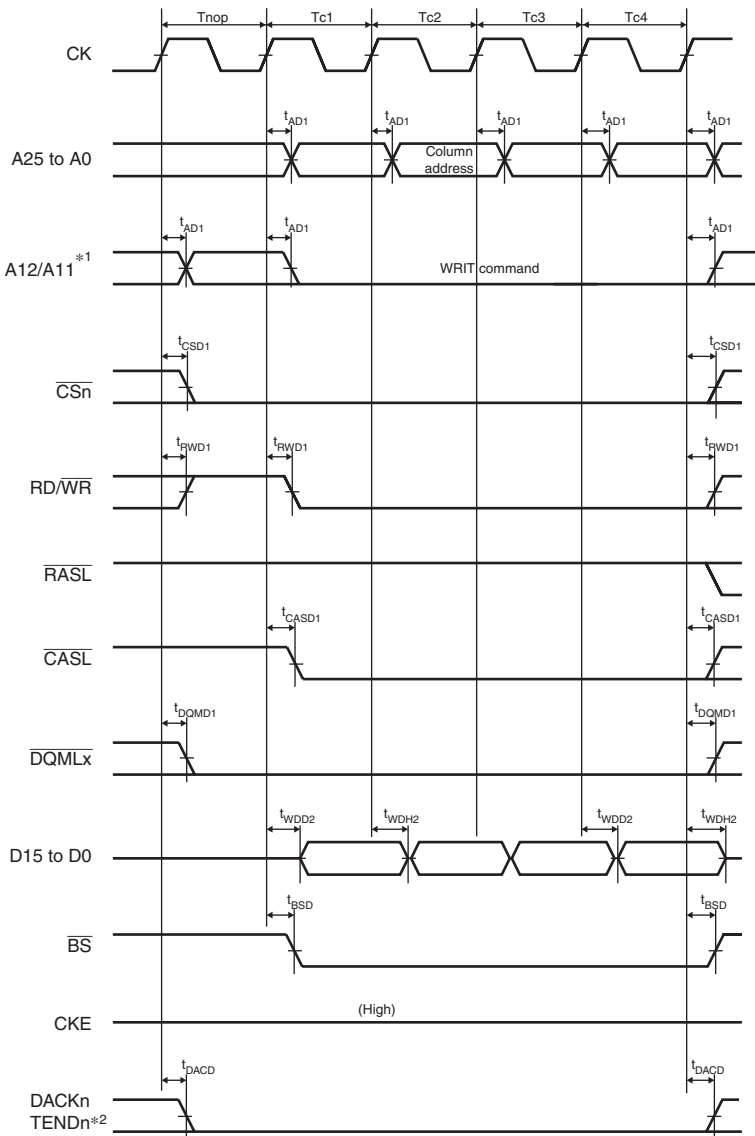 Tnop Tc1 Tc2 Tc3 Tc4
CK
tAD1 tAD1 tAD1 tAD1 tAD1
A25 to A0
Column
address
tAD1 tAD1 tAD1
A12/A11*1
WRIT command
tCSD1 tCSD1
CSn
tRWD1 tRWD1 tRWD1
RD/WR
RASL
tCASD1 tCASD1
CASL
tDQMD1 tDQMD1
DQMLx
tWDD2 tWDH2 tWDD2 tWDH2
D15 to D0
tBSD tBSD
BS
(High)
CKE
tDACD tDACD
DACKn
TENDn*2